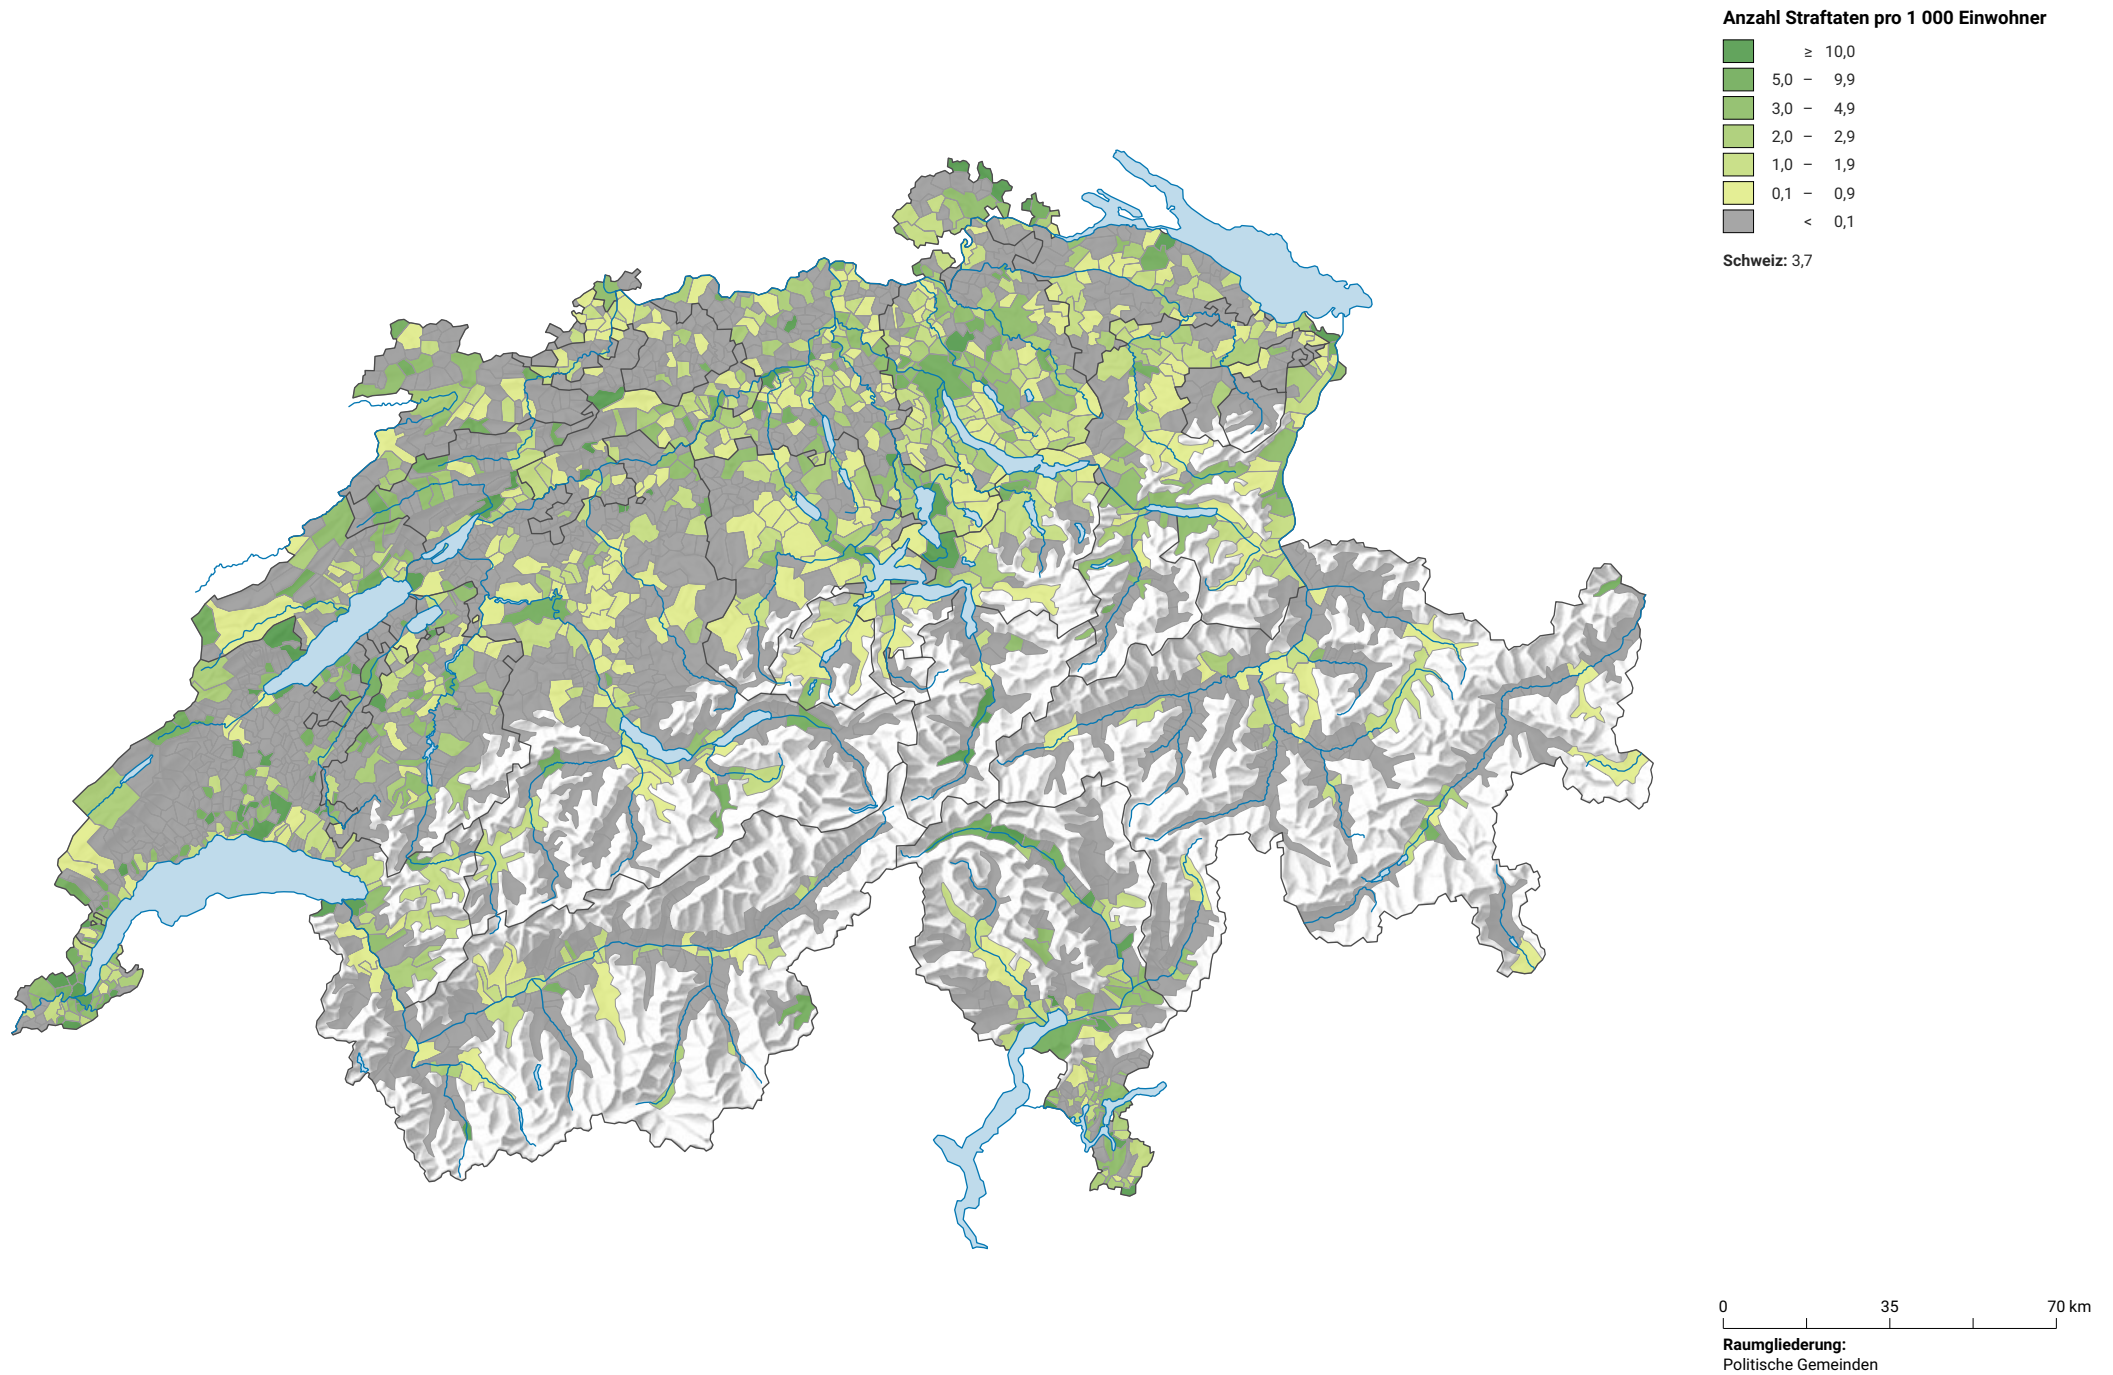 Anzahl Straftaten pro 1 000 Einwohner
≥ 10,0
5,0 – 9,9
3,0 – 4,9
2,0 – 2,9
1,0 – 1,9
0,1 – 0,9
< 0,1
Schweiz: 3,7
0 35 70 km
Raumgliederung:
Politische Gemeinden